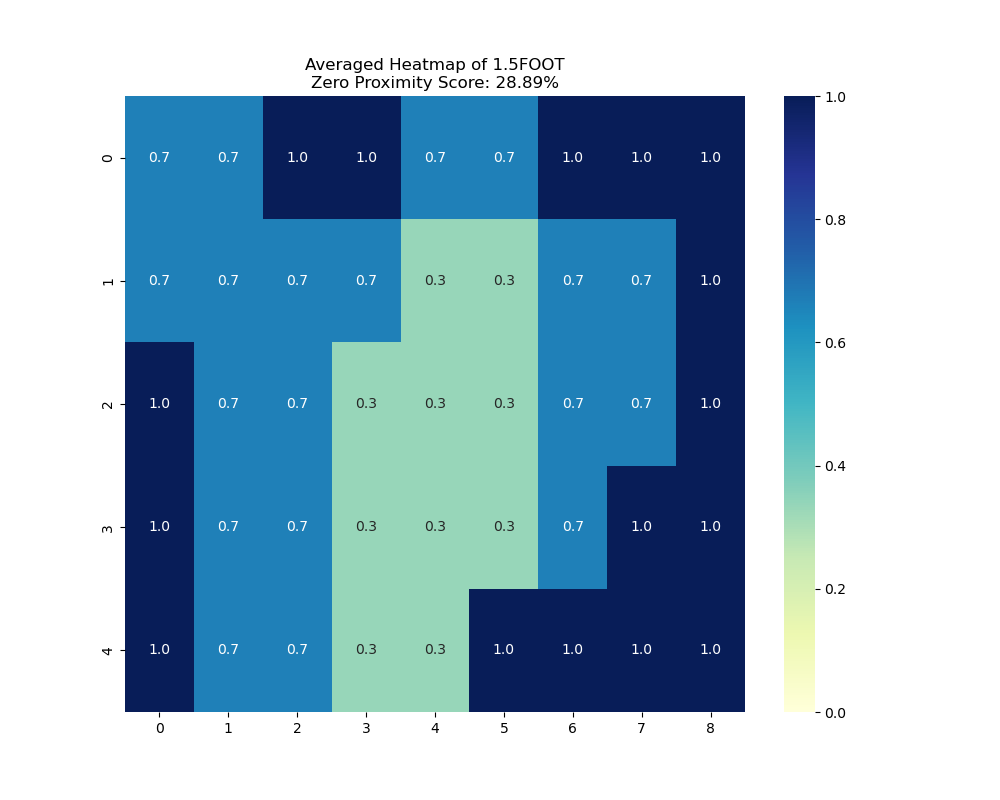 Averaged Heatmap of 1.5FOOT
Zero Proximity Score: 28.89%
0 0.7 0.7 1.0 1.0 0.7 0.7 1.0 1.0 1.0
1 0.7 0.7 0.7 0.7 0.3 0.3 0.7 0.7 1.0
2 1.0 0.7 0.7 0.3 0.3 0.3 0.7 0.7 1.0
3 1.0 0.7 0.7 0.3 0.3 0.3 0.7 1.0 1.0
4 1.0 0.7 0.7 0.3 0.3 1.0 1.0 1.0 1.0
0 1 2 3 4 5 6 7 8
1.0
0.8
0.6
0.4
0.2
0.0